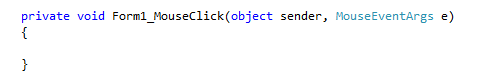 private void Form1_MouseClick(object sender, MouseEventArgs e)
{
}